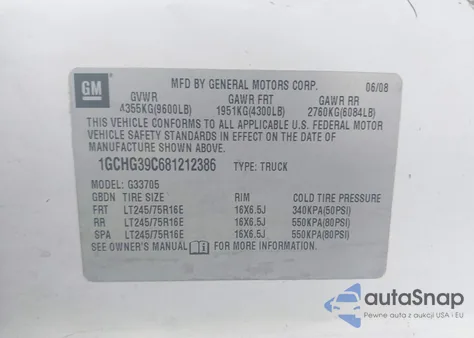 GM
MFD BY GENERAL MOTORS CORP. 06/08
GVWR GAWR FRT GAWR RR
4355KG(9600LB) 1951KG(4300LB) 2760KG(6084LB)
THIS VEHICLE CONFORMS TO ALL APPLICABLE U.S. FEDERAL MOTOR
VEHICLE SAFETY STANDARDS IN EFFECT ON THE DATE OF
MANUFACTURE SHOWN ABOVE.
1GCHG39C681212386 TYPE: TRUCK
MODEL: G33705
GBDN TIRE SIZE RIM COLD TIRE PRESSURE
FRT LT245/75R16E 16X6.5J 340KPA(50PSI)
RR LT245/75R16E 16X6.5J 550KPA(80PSI)
SPA LT245/75R16E 16X6.5J 550KPA(80PSI)
SEE OWNER'S MANUAL FOR MORE INFORMATION.
autoSnap
Pewne auta z aukcji USA i EU